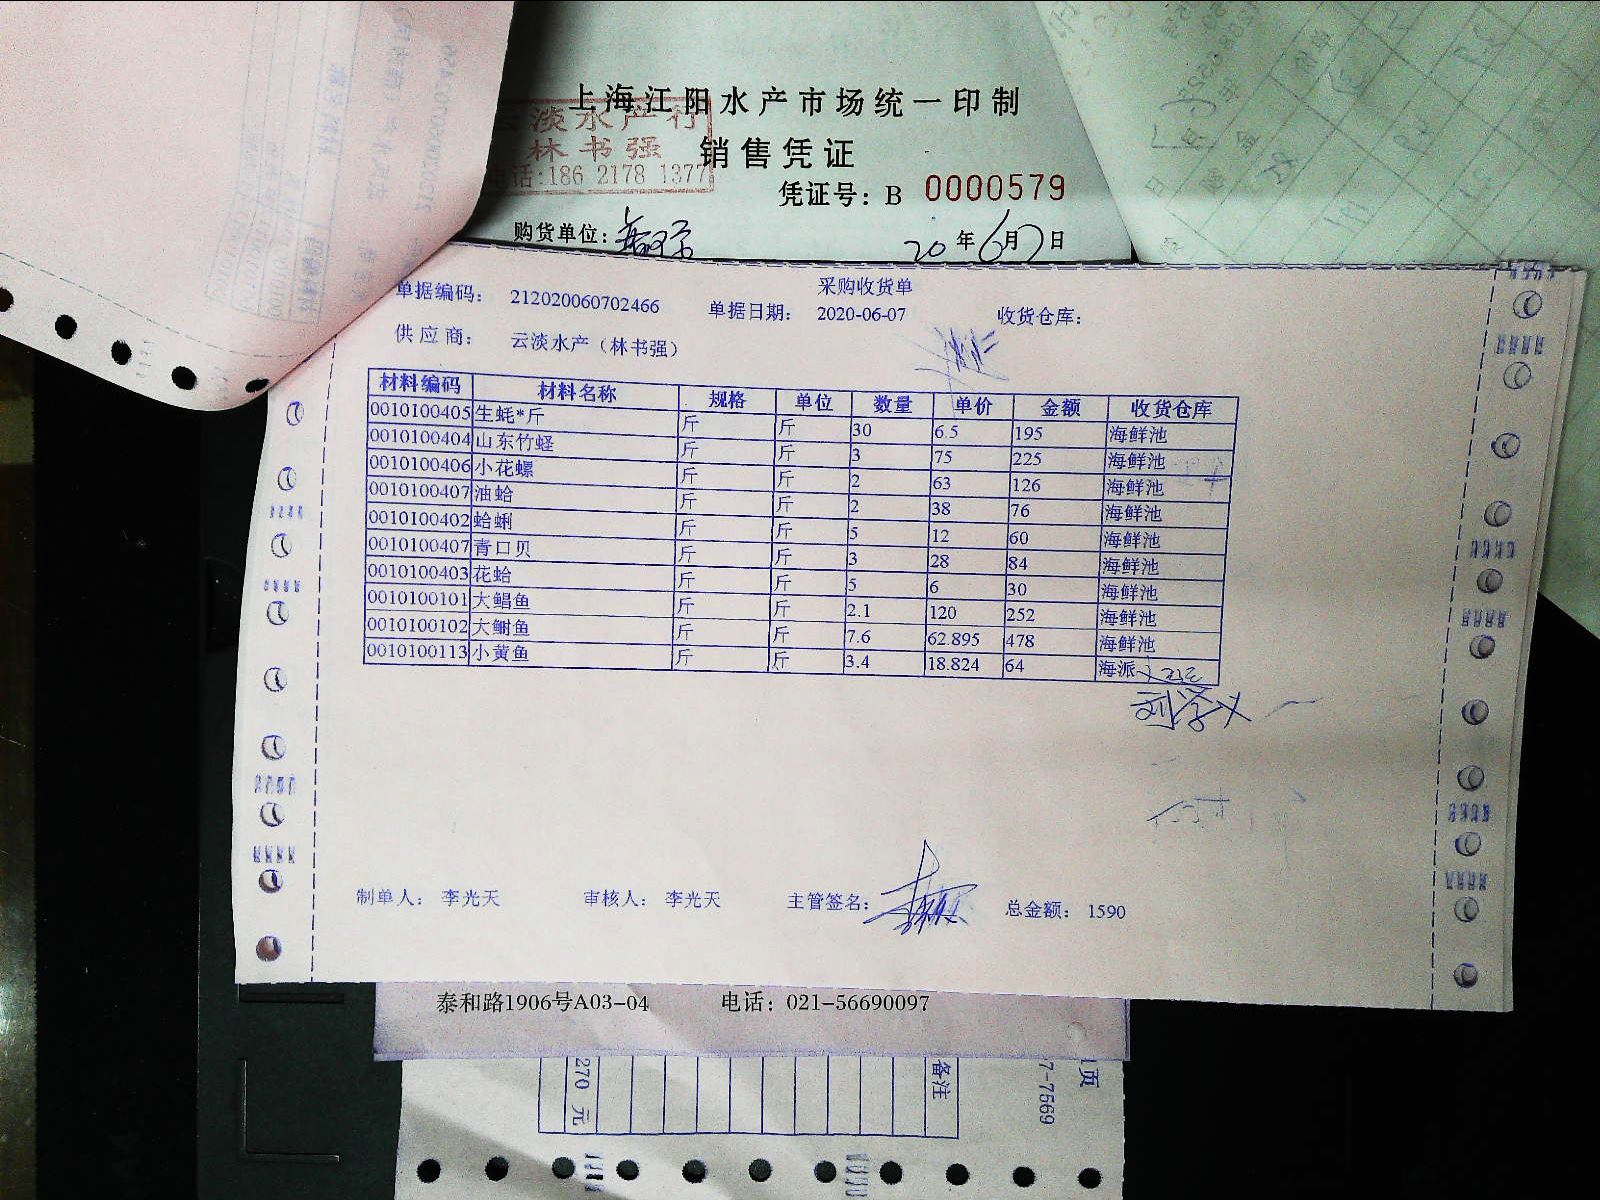 上海江阳水产市场统一印制
云淡水产行
林书强
电话:186 2178 1377
销售凭证
凭证号: B 0000579
购货单位:
20 年 6 月 7 日
采购收货单
单据编码: 212020060702466 单据日期: 2020-06-07 收货仓库:
供应商: 云淡水产（林书强）
材料编码 材料名称 规格 单位 数量 单价 金额 收货仓库
0010100405 生蚝*斤 斤 斤 30 6.5 195 海鲜池
0010100404 山东竹蛏 斤 斤 3 75 225 海鲜池
0010100406 小花螺 斤 斤 2 63 126 海鲜池
0010100407 油蛤 斤 斤 2 38 76 海鲜池
0010100402 蛤蜊 斤 斤 5 12 60 海鲜池
0010100407 青口贝 斤 斤 3 28 84 海鲜池
0010100403 花蛤 斤 斤 5 6 30 海鲜池
0010100101 大鲳鱼 斤 斤 2.1 120 252 海鲜池
0010100102 大鲥鱼 斤 斤 7.6 62.895 478 海鲜池
0010100113 小黄鱼 斤 斤 3.4 18.824 64 海派
制单人: 李光天 审核人: 李光天 主管签名: 总金额: 1590
泰和路1906号A03-04 电话: 021-56690097
270 元
备注
7-7569
页